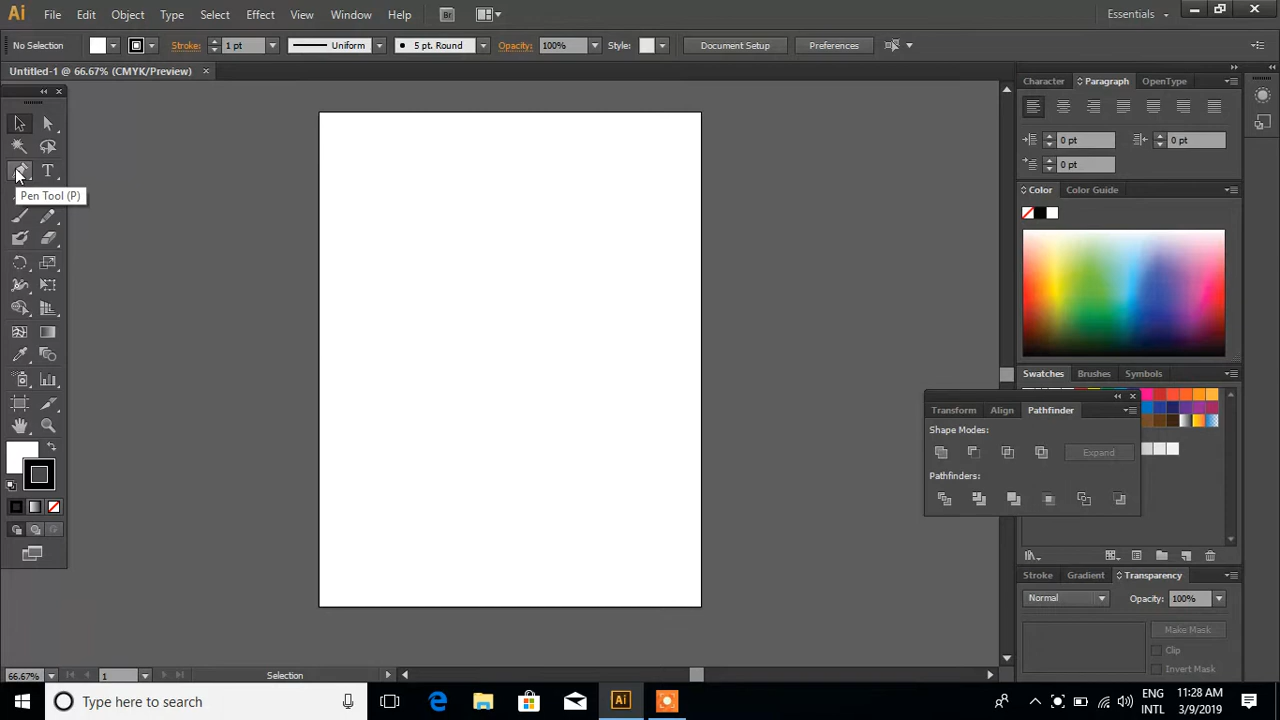 Ai File Edit Object Type Select Effect View Window Help Br Essentials
No Selection Stroke: 1 pt Uniform 5 pt. Round Opacity: 100% Style: Document Setup Preferences
Untitled-1 @ 66.67% (CMYK/Preview)
Character Paragraph OpenType
T
0 pt 0 pt
0 pt
Pen Tool (P)
Color Color Guide
Swatches Brushes Symbols
Transform Align Pathfinder
Shape Modes:
Expand
Pathfinders:
Stroke Gradient Transparency
Normal Opacity: 100%
Make Mask
Clip
Invert Mask
66.67% 1 Selection
Type here to search
Ai
ENG
INTL
11:28 AM
3/9/2019